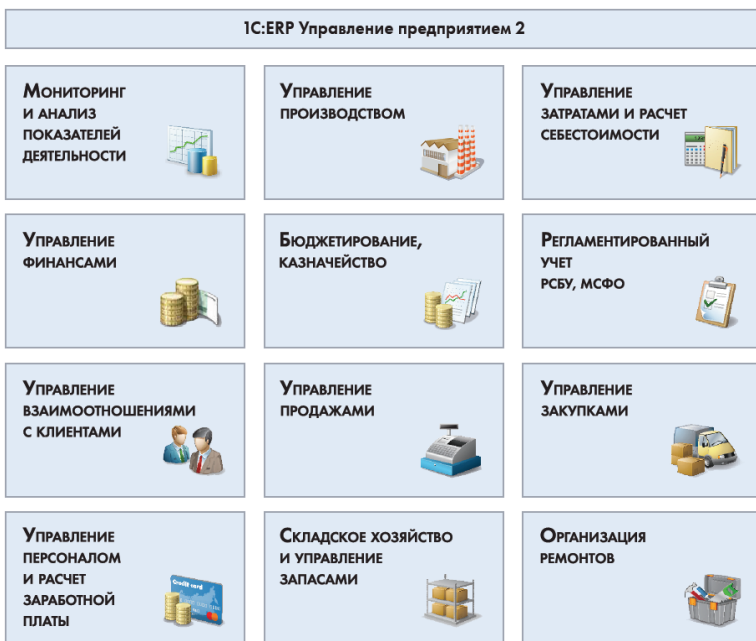 1С:ERP Управление предприятием 2
Мониторинг
и анализ
показателей
деятельности
Управление
производством
Управление
затратами и расчет
себестоимости
Управление
финансами
Бюджетирование,
казначейство
Регламентированный
учет
РСБУ, МСФО
Управление
взаимоотношениями
с клиентами
Управление
продажами
Управление
закупками
Управление
персоналом
и расчет
заработной
платы
Credit card
Складское хозяйство
и управление
запасами
Организация
ремонтов